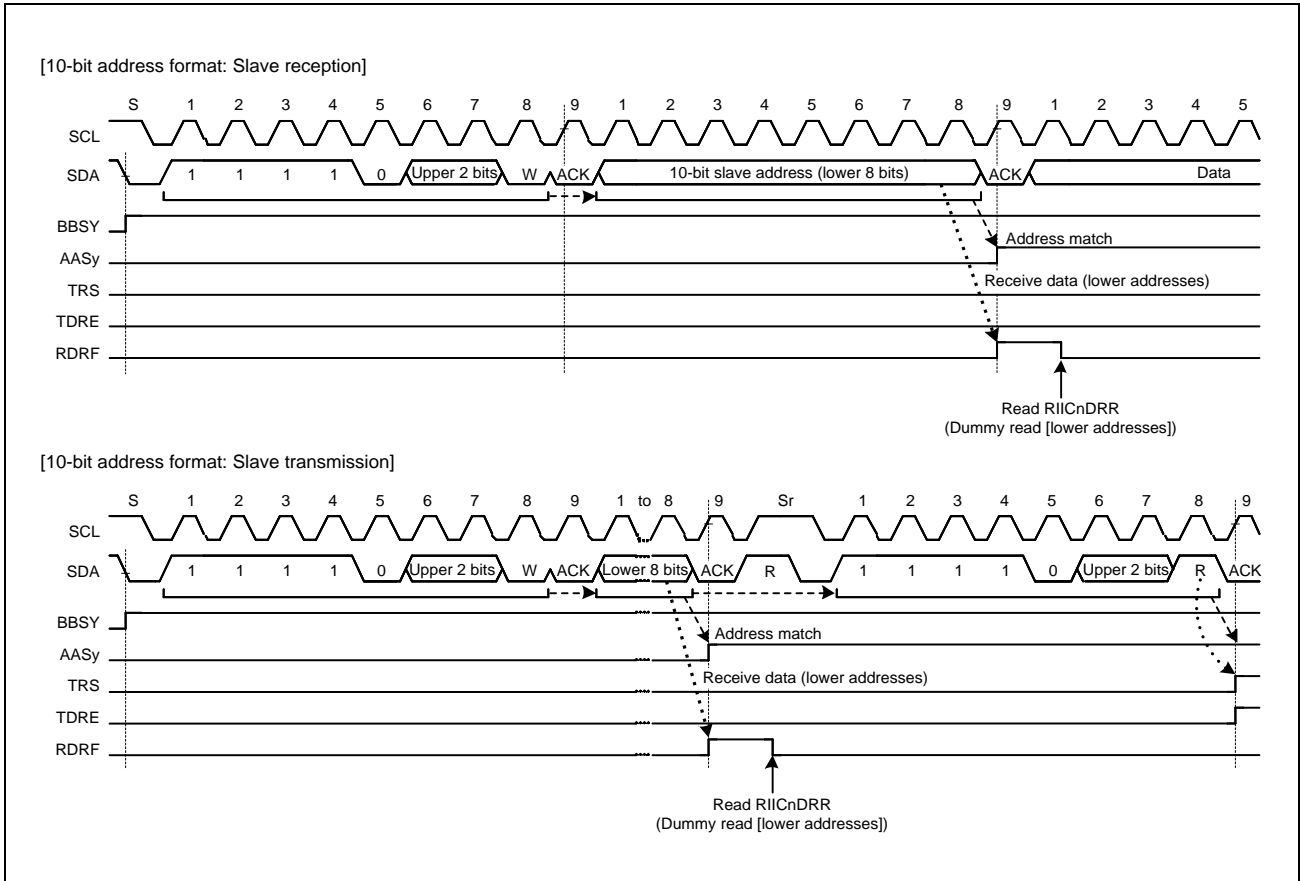 [10-bit address format: Slave reception]
S 1 2 3 4 5 6 7 8 9 1 2 3 4 5 6 7 8 9 1 2 3 4 5
SCL
SDA 1 1 1 1 0 Upper 2 bits W ACK 10-bit slave address (lower 8 bits) ACK Data
BBSY
Address match
AASy
Receive data (lower addresses)
TRS
TDRE
RDRF
Read RIICnDRR
(Dummy read [lower addresses])
[10-bit address format: Slave transmission]
S 1 2 3 4 5 6 7 8 9 1 to 8 9 Sr 1 2 3 4 5 6 7 8 9
SCL
SDA 1 1 1 1 0 Upper 2 bits W ACK Lower 8 bits ACK R 1 1 1 1 0 Upper 2 bits R ACK
BBSY
Address match
AASy
Receive data (lower addresses)
TRS
TDRE
RDRF
Read RIICnDRR
(Dummy read [lower addresses])